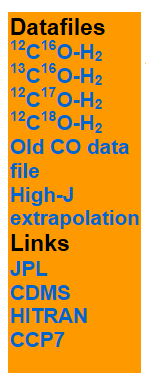 Datafiles
¹²C¹⁶O-H₂
¹³C¹⁶O-H₂
¹²C¹⁷O-H₂
¹²C¹⁸O-H₂
Old CO data
file
High-J
extrapolation
Links
JPL
CDMS
HITRAN
CCP7